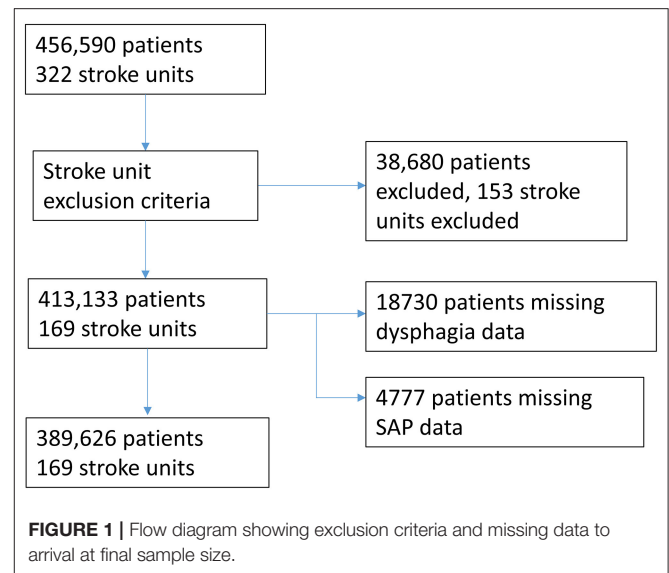 456,590 patients
322 stroke units
Stroke unit
exclusion criteria
38,680 patients
excluded, 153 stroke
units excluded
413,133 patients
169 stroke units
18730 patients missing
dysphagia data
4777 patients missing
SAP data
389,626 patients
169 stroke units
FIGURE 1 | Flow diagram showing exclusion criteria and missing data to
arrival at final sample size.